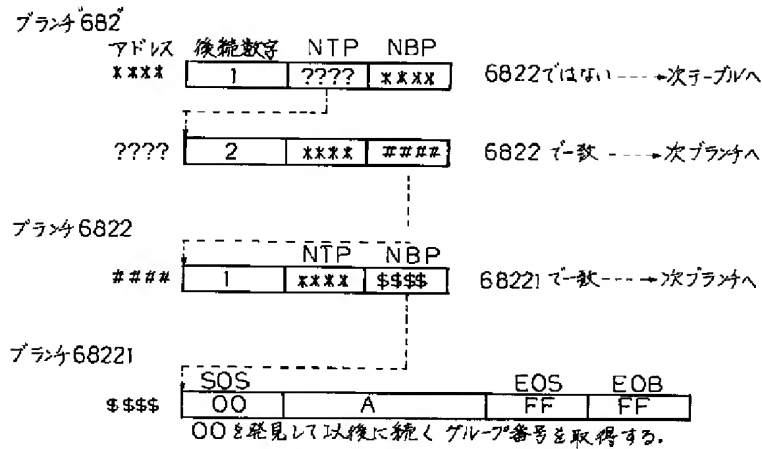 ブランチ"682"
アドレス 後続数字 NTP NBP
**** 1 ???? **** 6822ではない ----→次テーブルへ
???? 2 **** #### 6822で一致 ----→次ブランチへ
ブランチ6822
NTP NBP
#### 1 **** $$$$ 68221で一致----→次ブランチへ
ブランチ68221
SOS EOS EOB
$$$$ 00 A FF FF
00を発見して以後に続くグループ番号を取得する.